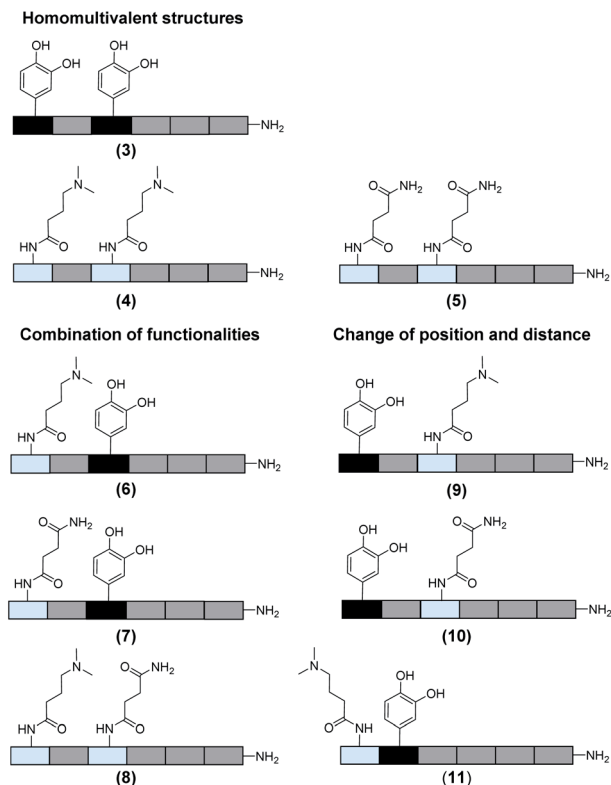 Homomultivalent structures
OH
OH
OH
OH
NH2
(3)
N
N
HN
O
HN
O
NH2
(4)
O
NH2
O
NH2
HN
O
HN
O
NH2
(5)
Combination of functionalities
Change of position and distance
N
OH
OH
HN
O
NH2
(6)
OH
OH
N
HN
O
NH2
(9)
O
NH2
OH
OH
HN
O
NH2
(7)
OH
OH
O
NH2
HN
O
NH2
(10)
N
O
NH2
HN
O
HN
O
NH2
(8)
N
OH
OH
O
NH
NH2
(11)